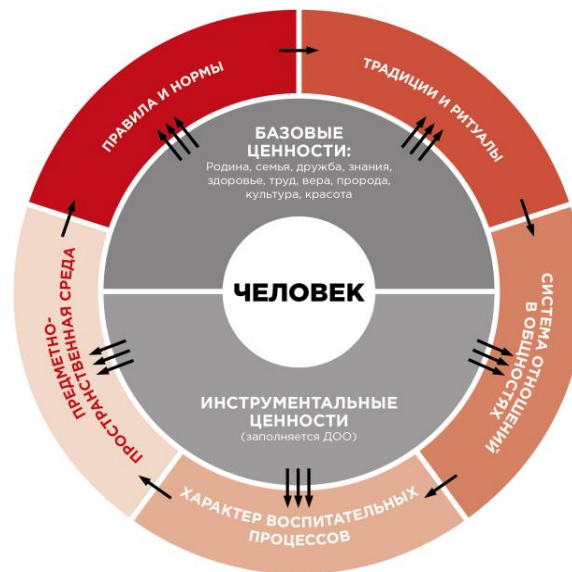 ПРАВИЛА И НОРМЫ
ТРАДИЦИИ И РИТУАЛЫ
БАЗОВЫЕ
ЦЕННОСТИ:
Родина, семья, дружба, знания,
здоровье, труд, вера, пророда,
культура, красота
ЧЕЛОВЕК
ПРЕДМЕТНО-
ПРОСТРАНСТВЕННАЯ СРЕДА
СИСТЕМА ОТНОШЕНИЙ
В ОБЩНОСТЯХ
ИНСТРУМЕНТАЛЬНЫЕ
ЦЕННОСТИ
(заполняется ДОО)
ХАРАКТЕР ВОСПИТАТЕЛЬНЫХ
ПРОЦЕССОВ